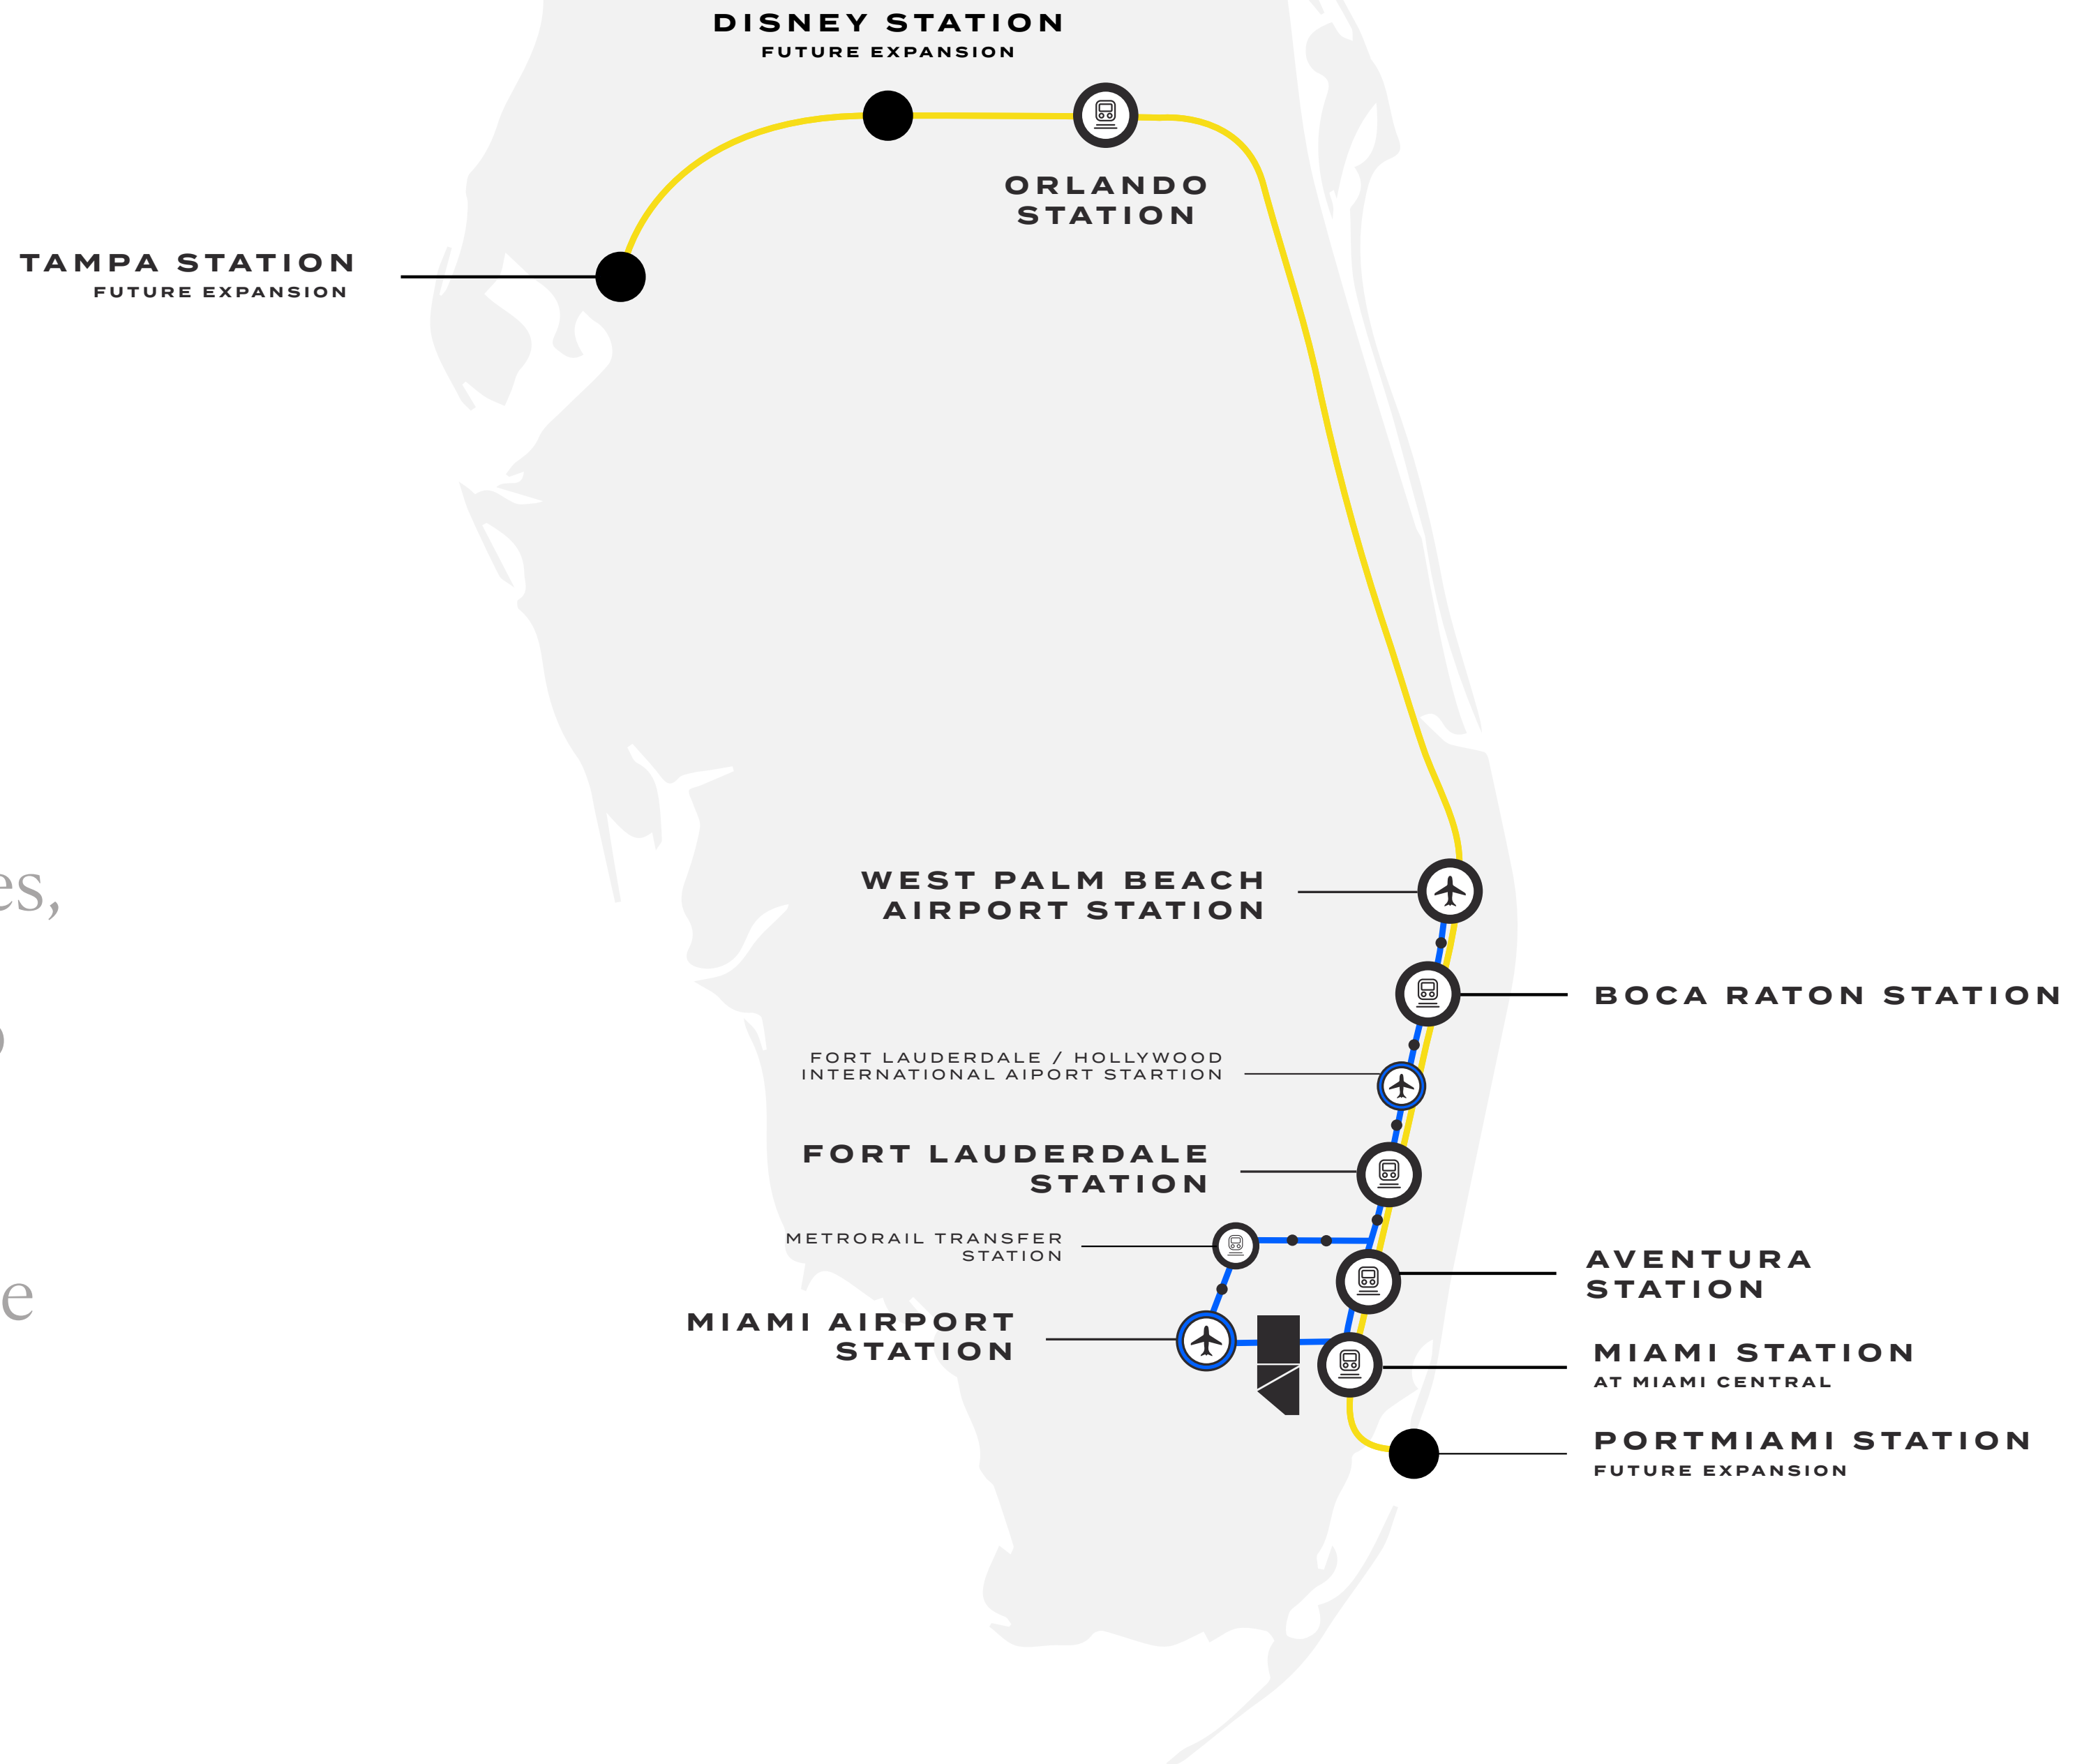 DISNEY STATION
FUTURE EXPANSION
ORLANDO
STATION
TAMPA STATION
FUTURE EXPANSION
WEST PALM BEACH
AIRPORT STATION
es,
BOCA RATON STATION
FORT LAUDERDALE / HOLLYWOOD
INTERNATIONAL AIPORT STARTION
FORT LAUDERDALE
STATION
METRORAIL TRANSFER
STATION
AVENTURA
STATION
e
MIAMI AIRPORT
STATION
MIAMI STATION
AT MIAMI CENTRAL
PORTMIAMI STATION
FUTURE EXPANSION